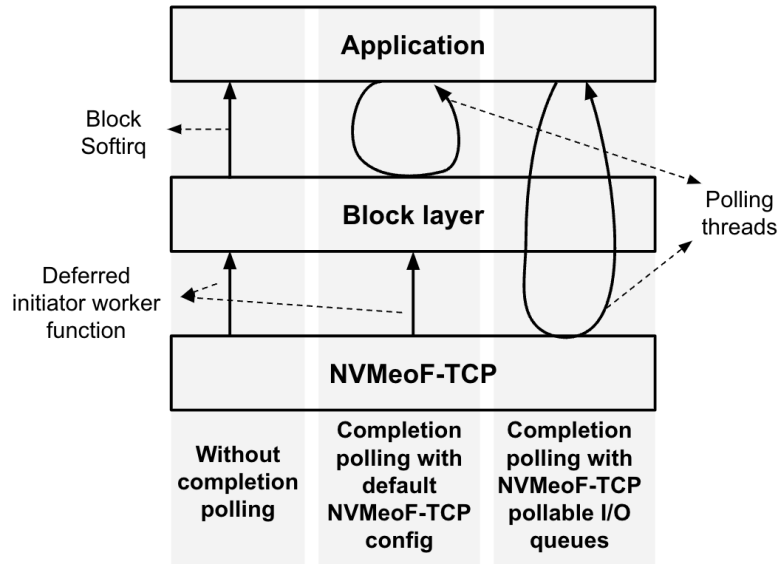 Application
Block
Softirq
Block layer
Polling
threads
Deferred
initiator worker
function
NVMeoF-TCP
Without
completion
polling
Completion
polling with
default
NVMeoF-TCP
config
Completion
polling with
NVMeoF-TCP
pollable I/O
queues